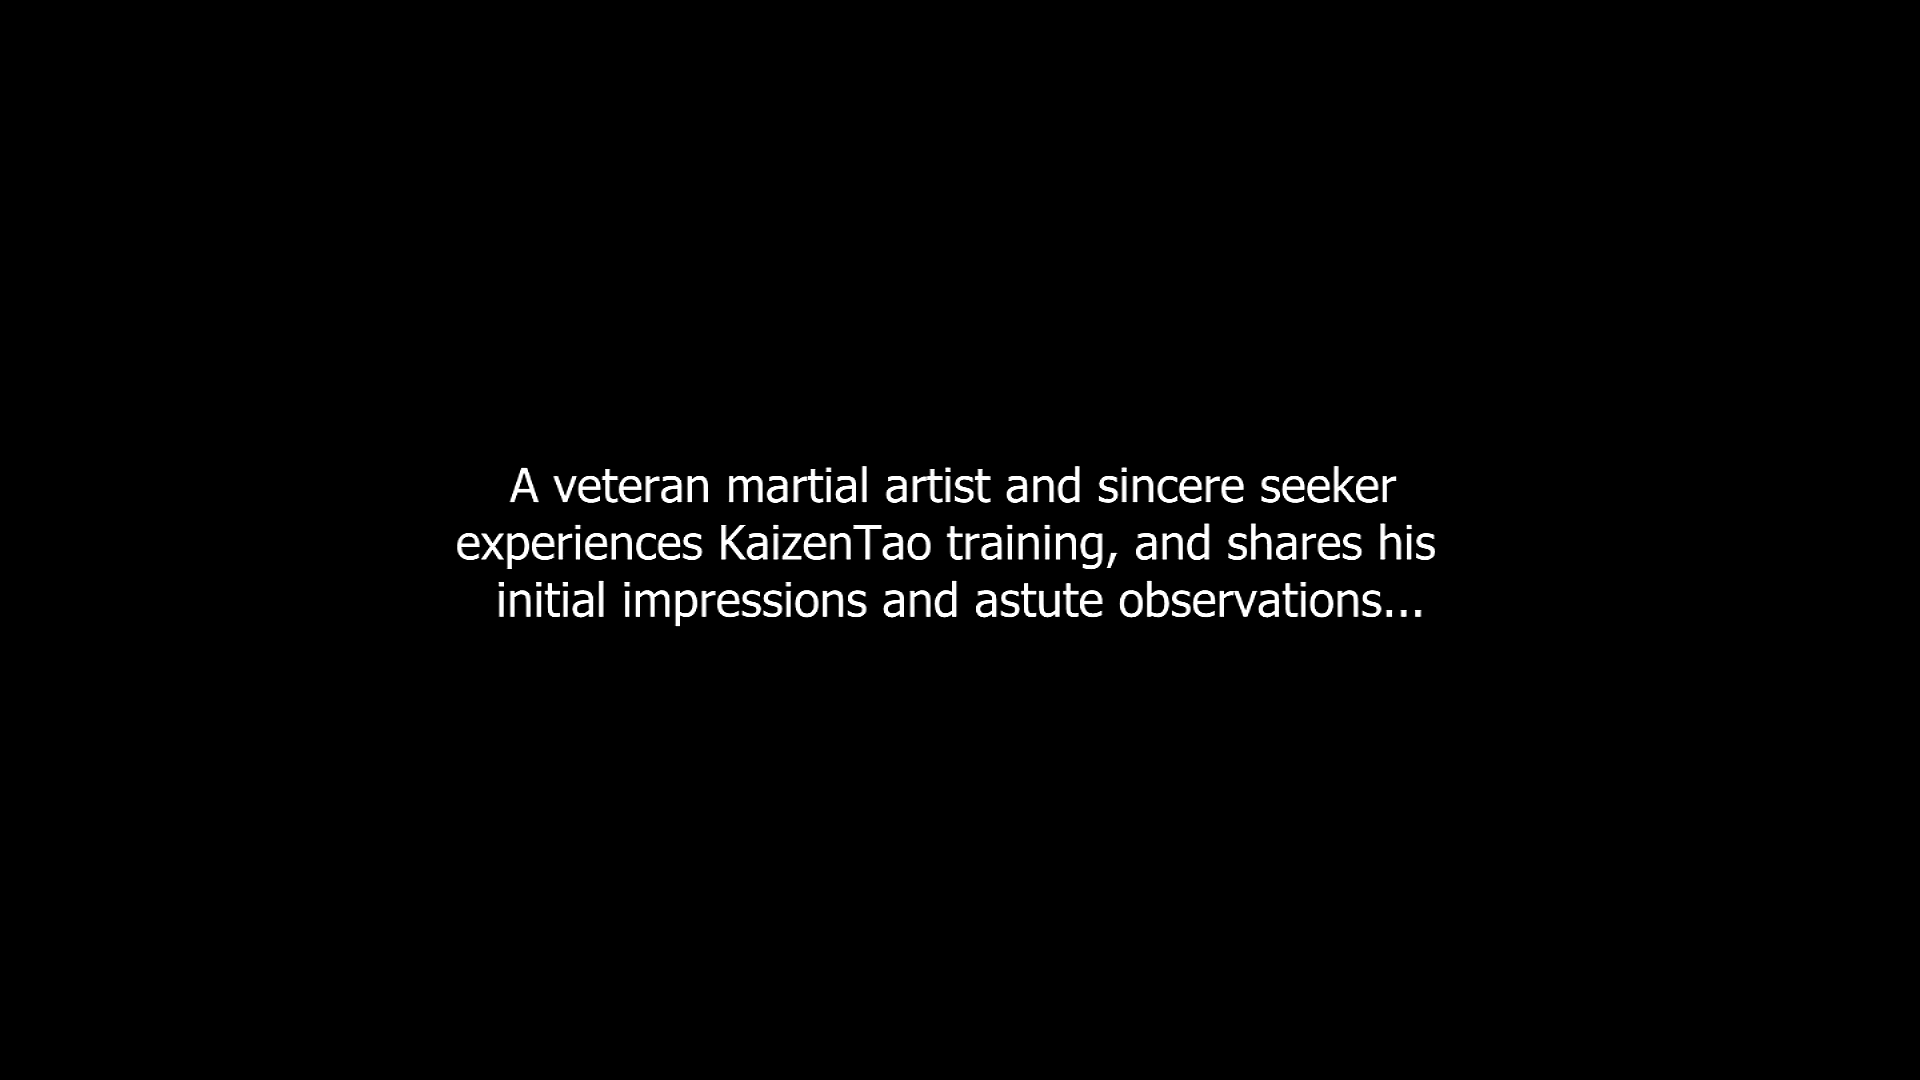 A veteran martial artist and sincere seeker
experiences KaizenTao training, and shares his
initial impressions and astute observations...